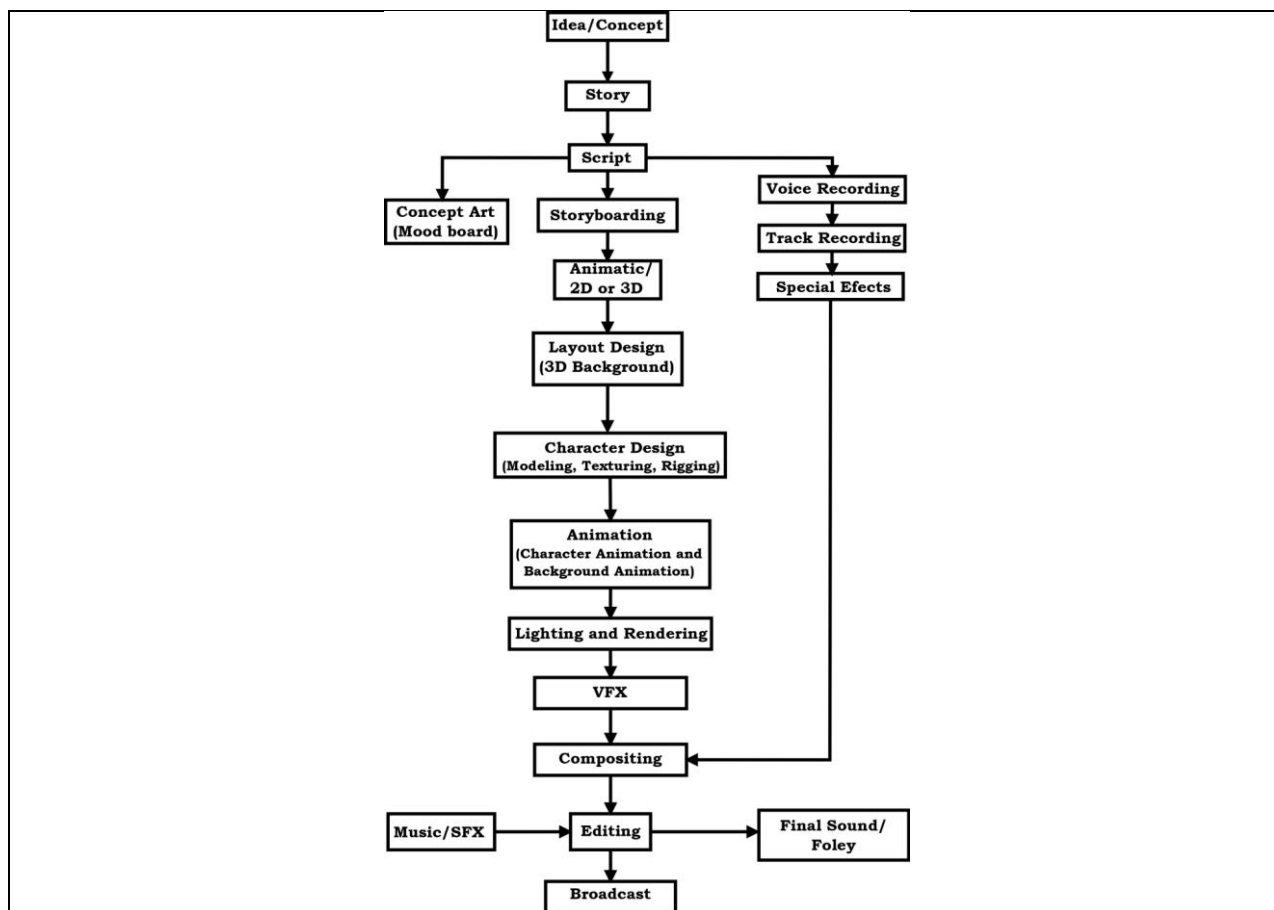 Idea/Concept
Story
Script
Concept Art
(Mood board)
Storyboarding
Voice Recording
Track Recording
Special Efects
Animatic/
2D or 3D
Layout Design
(3D Background)
Character Design
(Modeling, Texturing, Rigging)
Animation
(Character Animation and
Background Animation)
Lighting and Rendering
VFX
Compositing
Music/SFX
Editing
Final Sound/
Foley
Broadcast